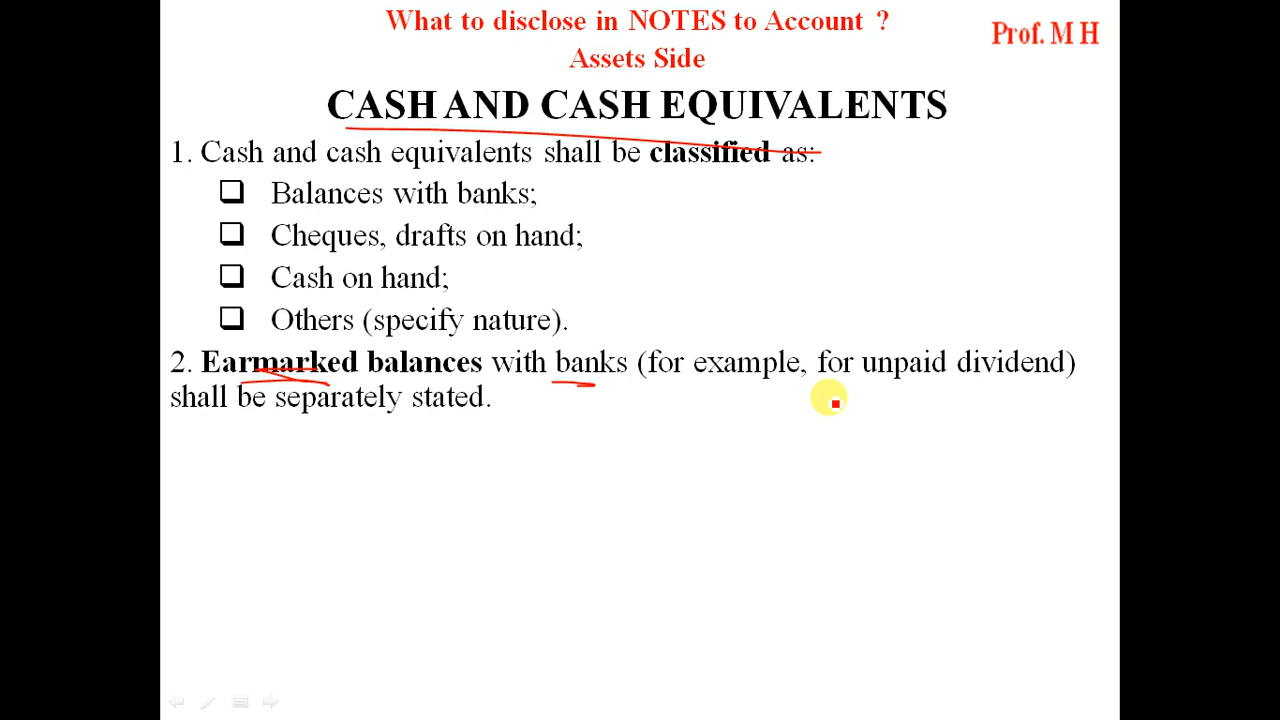 What to disclose in NOTES to Account ?
Prof. M H
Assets Side
CASH AND CASH EQUIVALENTS
1. Cash and cash equivalents shall be classified as:
❑ Balances with banks;
❑ Cheques, drafts on hand;
❑ Cash on hand;
❑ Others (specify nature).
2. Earmarked balances with banks (for example, for unpaid dividend)
shall be separately stated.